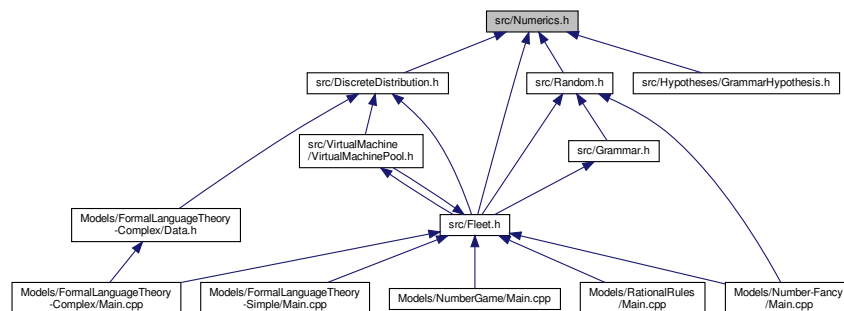 src/Numerics.h
src/DiscreteDistribution.h
src/Random.h
src/Hypotheses/GrammarHypothesis.h
src/VirtualMachine
/VirtualMachinePool.h
src/Grammar.h
Models/FormalLanguageTheory
-Complex/Data.h
src/Fleet.h
Models/FormalLanguageTheory
-Complex/Main.cpp
Models/FormalLanguageTheory
-Simple/Main.cpp
Models/NumberGame/Main.cpp
Models/RationalRules
/Main.cpp
Models/Number-Fancy
/Main.cpp